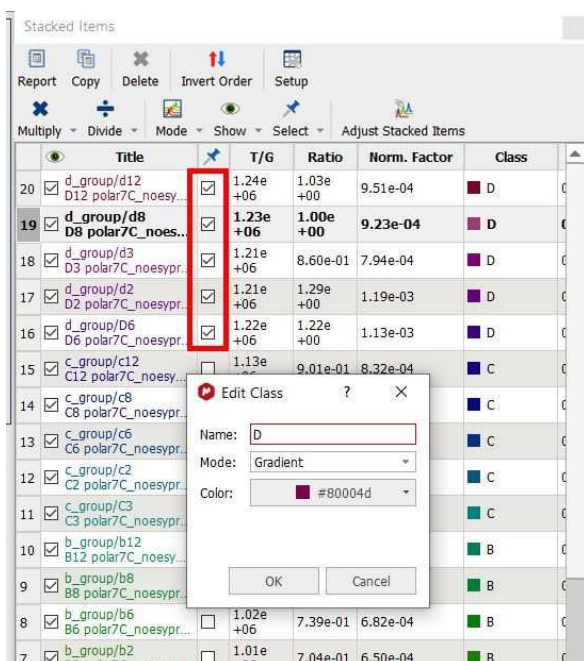 Stacked Items
Report Copy Delete Invert Order Setup
Multiply Divide Mode Show Select Adjust Stacked Items
Title T/G Ratio Norm. Factor Class
20 d_group/d12 1.24e 1.03e 9.51e-04 D
D12 polar7C_noesy... +06 +00
19 d_group/d8 1.23e 1.00e 9.23e-04 D
D8 polar7C_noes... +06 +00
18 d_group/d3 1.21e 8.60e-01 7.94e-04 D
D3 polar7C_noesypr... +06
17 d_group/d2 1.21e 1.29e 1.19e-03 D
D2 polar7C_noesypr... +06 +00
16 d_group/D6 1.22e 1.22e 1.13e-03 D
D6 polar7C_noesypr... +06 +00
15 c_group/c12 1.13e 9.01e-01 8.32e-04 C
C12 polar7C_noesy...
14 c_group/c8 C
C8 polar7C_noesypr...
13 c_group/c6 C
C6 polar7C_noesypr...
12 c_group/c2 C
C2 polar7C_noesypr...
11 c_group/C3 C
C3 polar7C_noesypr...
10 b_group/b12 B
B12 polar7C_noesy...
9 b_group/b8 B
B8 polar7C_noesypr...
8 b_group/b6 1.02e 7.39e-01 6.82e-04 B
B6 polar7C_noesypr... +06
7 b_group/b2 1.01e 7.04e-01 6.50e-04 B
Edit Class ? ×
Name: D
Mode: Gradient
Color: #80004d
OK Cancel